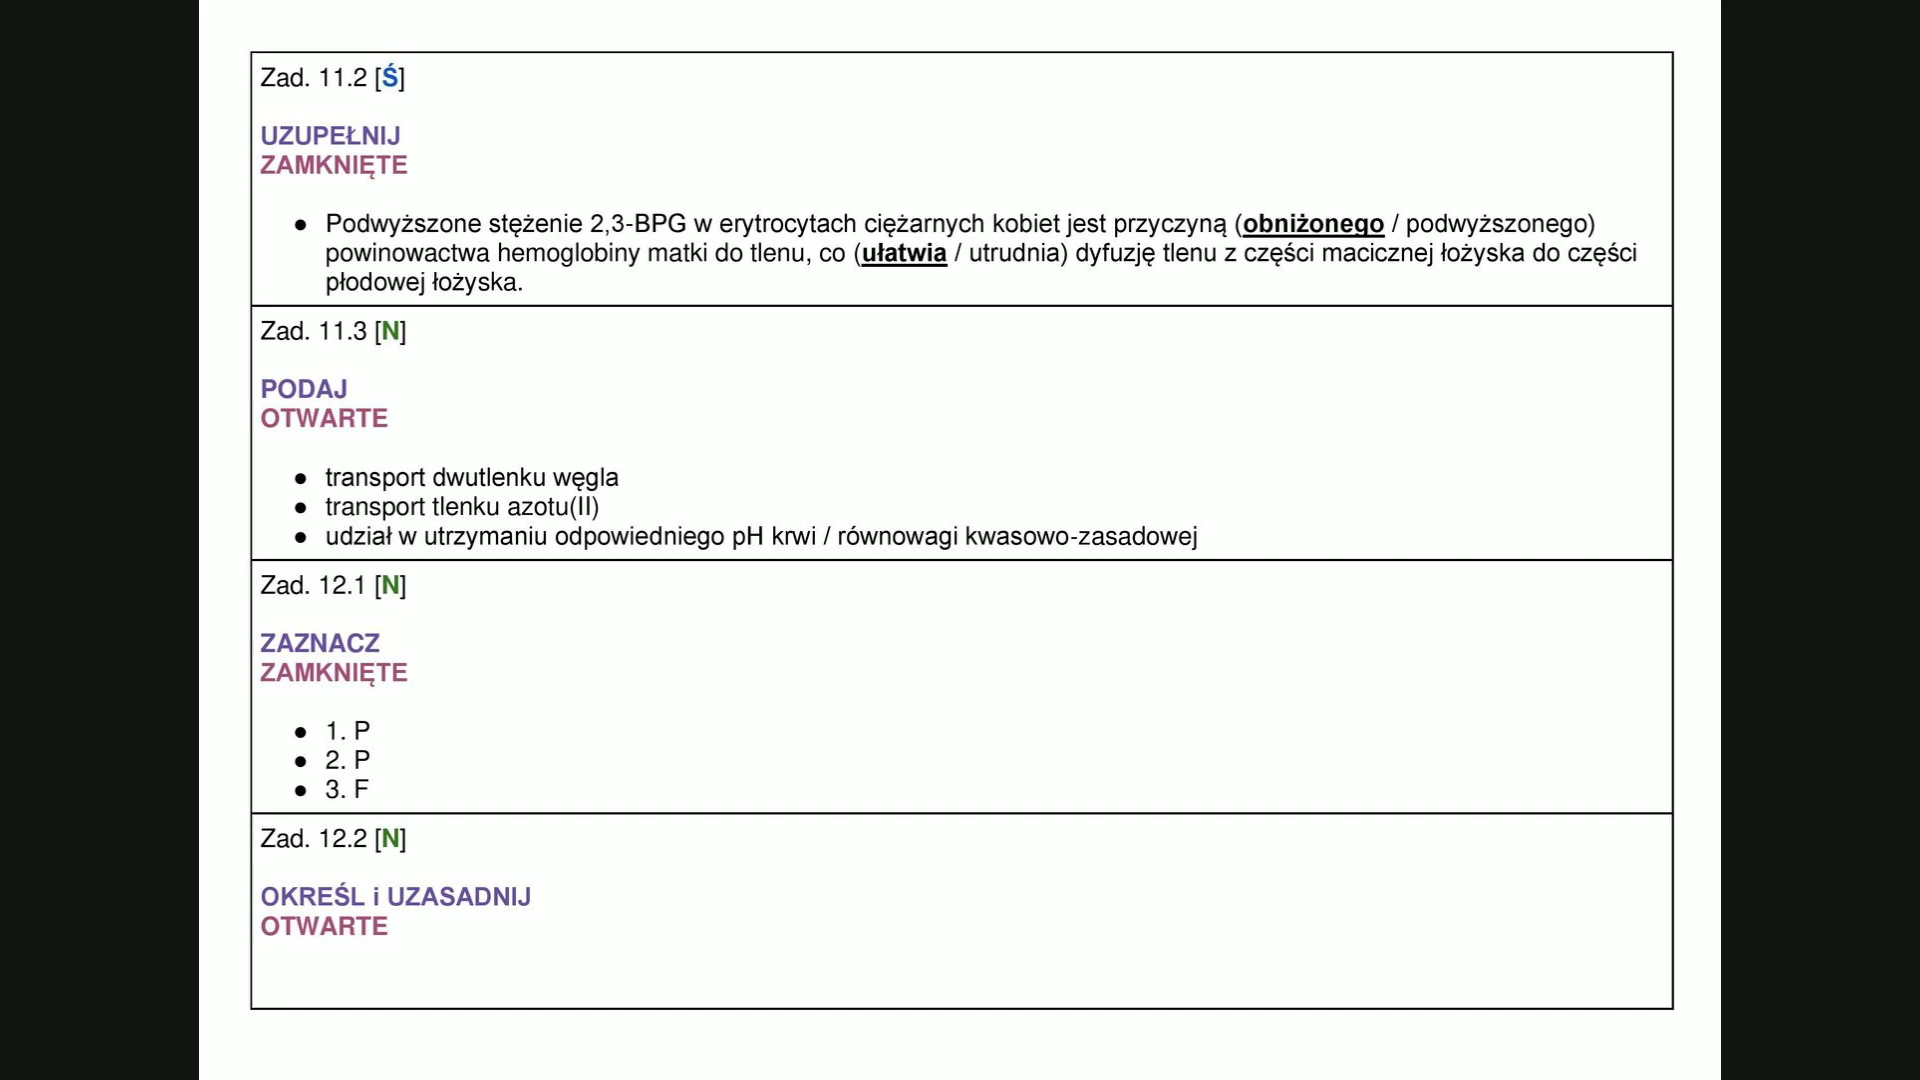 Zad. 11.2 [Ś]
UZUPEŁNIJ
ZAMKNIĘTE
● Podwyższone stężenie 2,3-BPG w erytrocytach ciężarnych kobiet jest przyczyną (obniżonego / podwyższonego)
powinowactwa hemoglobiny matki do tlenu, co (ułatwia / utrudnia) dyfuzję tlenu z części macicznej łożyska do części
płodowej łożyska.
Zad. 11.3 [N]
PODAJ
OTWARTE
● transport dwutlenku węgla
● transport tlenku azotu(II)
● udział w utrzymaniu odpowiedniego pH krwi / równowagi kwasowo-zasadowej
Zad. 12.1 [N]
ZAZNACZ
ZAMKNIĘTE
● 1. P
● 2. P
● 3. F
Zad. 12.2 [N]
OKREŚL i UZASADNIJ
OTWARTE